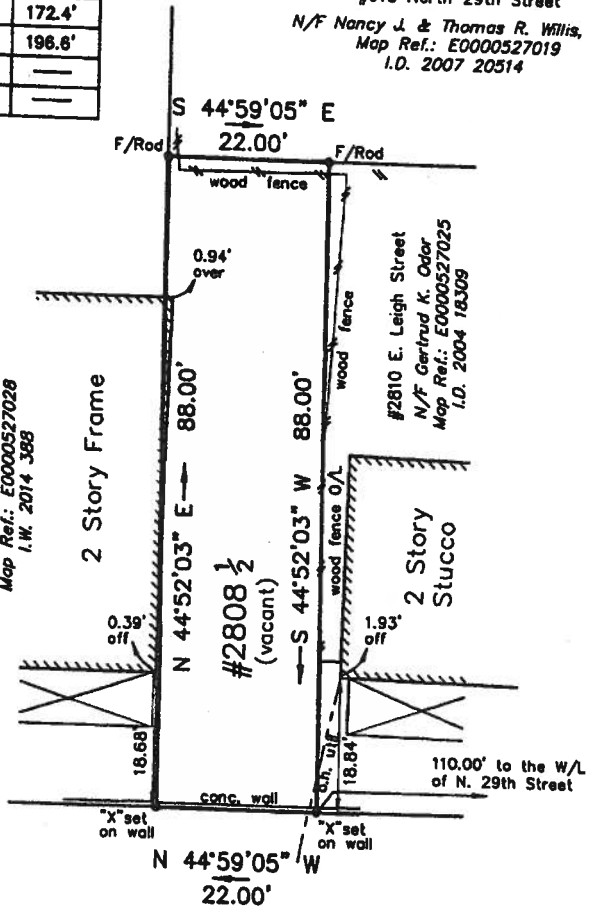 172.4'
196.6'
North 29th Street
N/F Nancy J. & Thomas R. Willis,
Map Ref.: E0000527019
I.D. 2007 20514
S 44°59'05" E
22.00'
F/Rod
F/Rod
wood fence
0.94'
over
wood fence
#2810 E. Leigh Street
N/F Gertrud K. Odor
Map Ref.: E0000527025
I.D. 2004 18309
Map Ref.: E0000527028
I.W. 2014 388
2 Story Frame
N 44°52'03" E 88.00'
#2808 1/2
(vacant)
S 44°52'03" W 88.00'
wood fence O/L
2 Story
Stucco
0.39'
off
1.93'
off
18.68'
o.h. util
18.84'
110.00' to the W/L
of N. 29th Street
conc. wall
"X" set
on wall
"X" set
on wall
N 44°59'05" W
22.00'